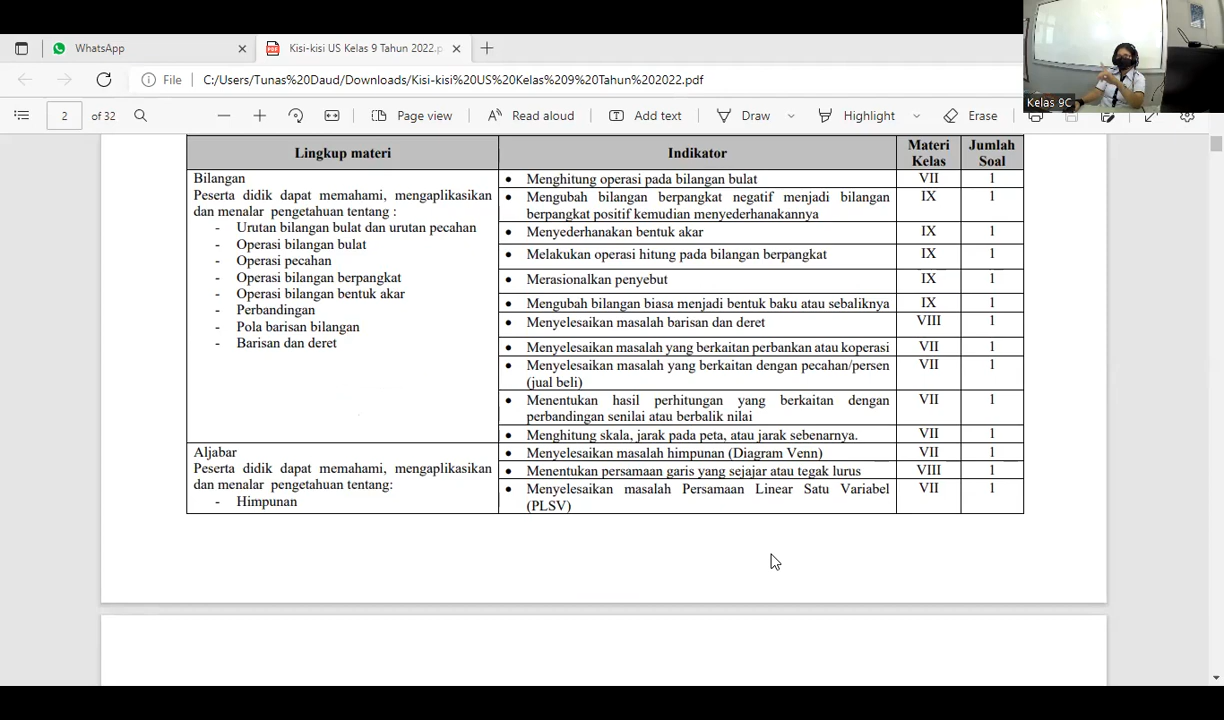 WhatsApp
Kisi-kisi US Kelas 9 Tahun 2022.p
File
C:/Users/Tunas%20Daud/Downloads/Kisi-kisi%20US%20Kelas%209%20Tahun%202022.pdf
Kelas 9C
2 of 32
Page view
Read aloud
Add text
Draw
Highlight
Erase
Lingkup materi
Indikator
Materi
Kelas
Jumlah
Soal
Bilangan
Peserta didik dapat memahami, mengaplikasikan
dan menalar pengetahuan tentang :
- Urutan bilangan bulat dan urutan pecahan
- Operasi bilangan bulat
- Operasi pecahan
- Operasi bilangan berpangkat
- Operasi bilangan bentuk akar
- Perbandingan
- Pola barisan bilangan
- Barisan dan deret
• Menghitung operasi pada bilangan bulat VII 1
• Mengubah bilangan berpangkat negatif menjadi bilangan IX 1
berpangkat positif kemudian menyederhanakannya
• Menyederhanakan bentuk akar IX 1
• Melakukan operasi hitung pada bilangan berpangkat IX 1
• Merasionalkan penyebut IX 1
• Mengubah bilangan biasa menjadi bentuk baku atau sebaliknya IX 1
• Menyelesaikan masalah barisan dan deret VIII 1
• Menyelesaikan masalah yang berkaitan perbankan atau koperasi VII 1
• Menyelesaikan masalah yang berkaitan dengan pecahan/persen VII 1
(jual beli)
• Menentukan hasil perhitungan yang berkaitan dengan VII 1
perbandingan senilai atau berbalik nilai
• Menghitung skala, jarak pada peta, atau jarak sebenarnya. VII 1
Aljabar
Peserta didik dapat memahami, mengaplikasikan
dan menalar pengetahuan tentang:
- Himpunan
• Menyelesaikan masalah himpunan (Diagram Venn) VII 1
• Menentukan persamaan garis yang sejajar atau tegak lurus VIII 1
• Menyelesaikan masalah Persamaan Linear Satu Variabel VII 1
(PLSV)